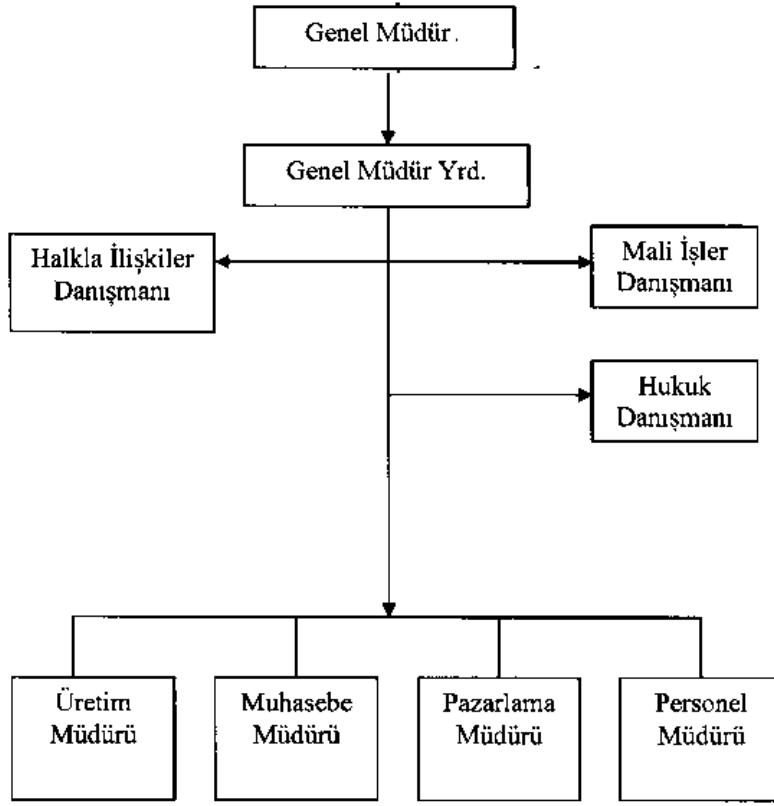 Genel Müdür.
Genel Müdür Yrd.
Halkla İlişkiler
Danışmanı
Mali İşler
Danışmanı
Hukuk
Danışmanı
Üretim
Müdürü
Muhasebe
Müdürü
Pazarlama
Müdürü
Personel
Müdürü